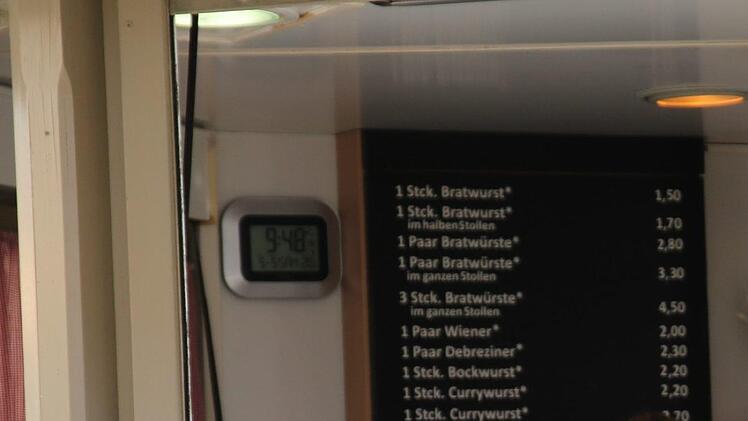 9:48
1 Stck. Bratwurst* 1,50
1 Stck. Bratwurst*
im halben Stollen 1,70
1 Paar Bratwürste* 2,80
1 Paar Bratwürste*
im ganzen Stollen 3,30
3 Stck. Bratwürste*
im ganzen Stollen 4,50
1 Paar Wiener* 2,00
1 Paar Debreziner* 2,30
1 Stck. Bockwurst* 2,20
1 Stck. Currywurst* 2,20
1 Stck. Currywurst* 2,70